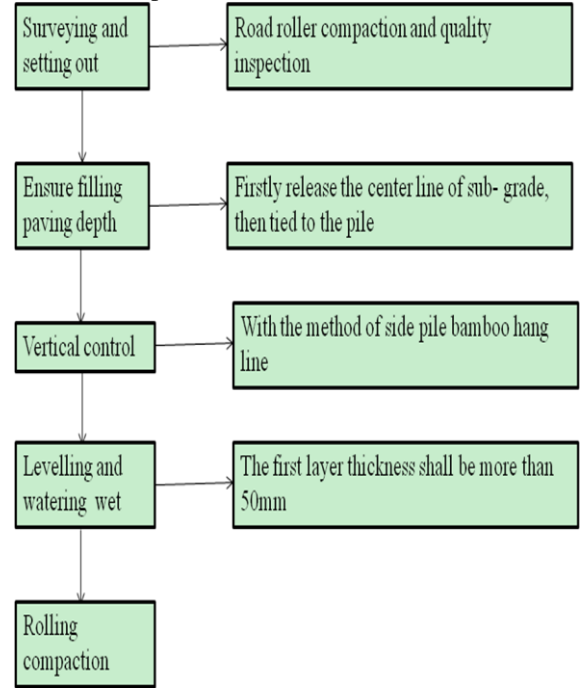 Surveying and
setting out
Road roller compaction and quality
inspection
Ensure filling
paving depth
Firstly release the center line of sub- grade,
then tied to the pile
Vertical control
With the method of side pile bamboo hang
line
Levelling and
watering wet
The first layer thickness shall be more than
50mm
Rolling
compaction